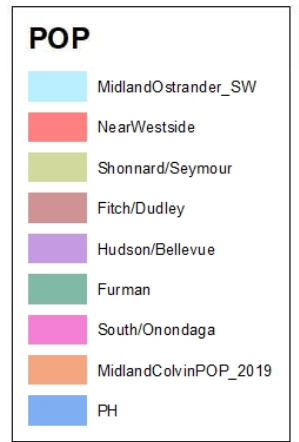 POP
MidlandOstrander_SW
NearWestside
Shonnard/Seymour
Fitch/Dudley
Hudson/Bellevue
Furman
South/Onondaga
MidlandColvinPOP_2019
PH